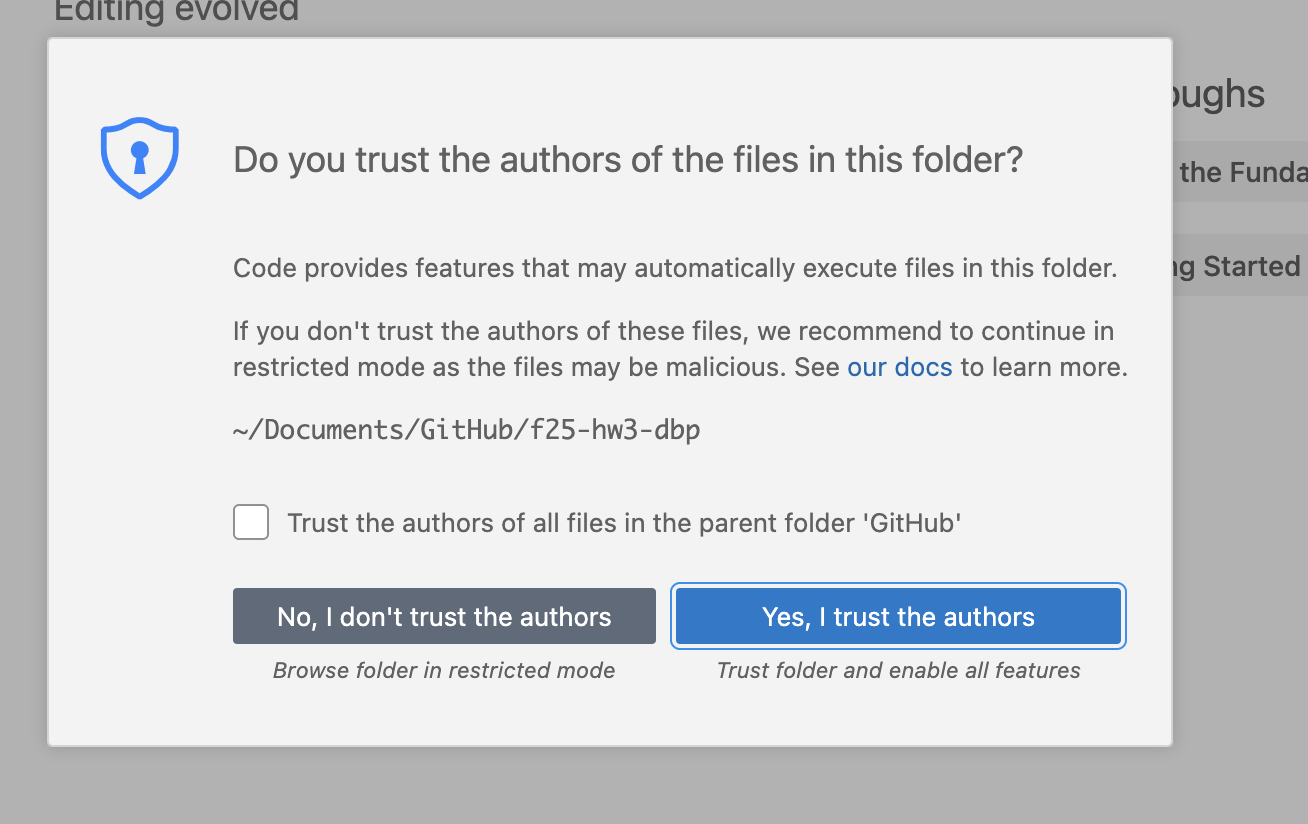 Editing evolved
the Funda
Started
Do you trust the authors of the files in this folder?
Code provides features that may automatically execute files in this folder.
If you don't trust the authors of these files, we recommend to continue in
restricted mode as the files may be malicious. See our docs to learn more.
~/Documents/GitHub/f25-hw3-dbp
Trust the authors of all files in the parent folder 'GitHub'
No, I don't trust the authors
Yes, I trust the authors
Browse folder in restricted mode
Trust folder and enable all features